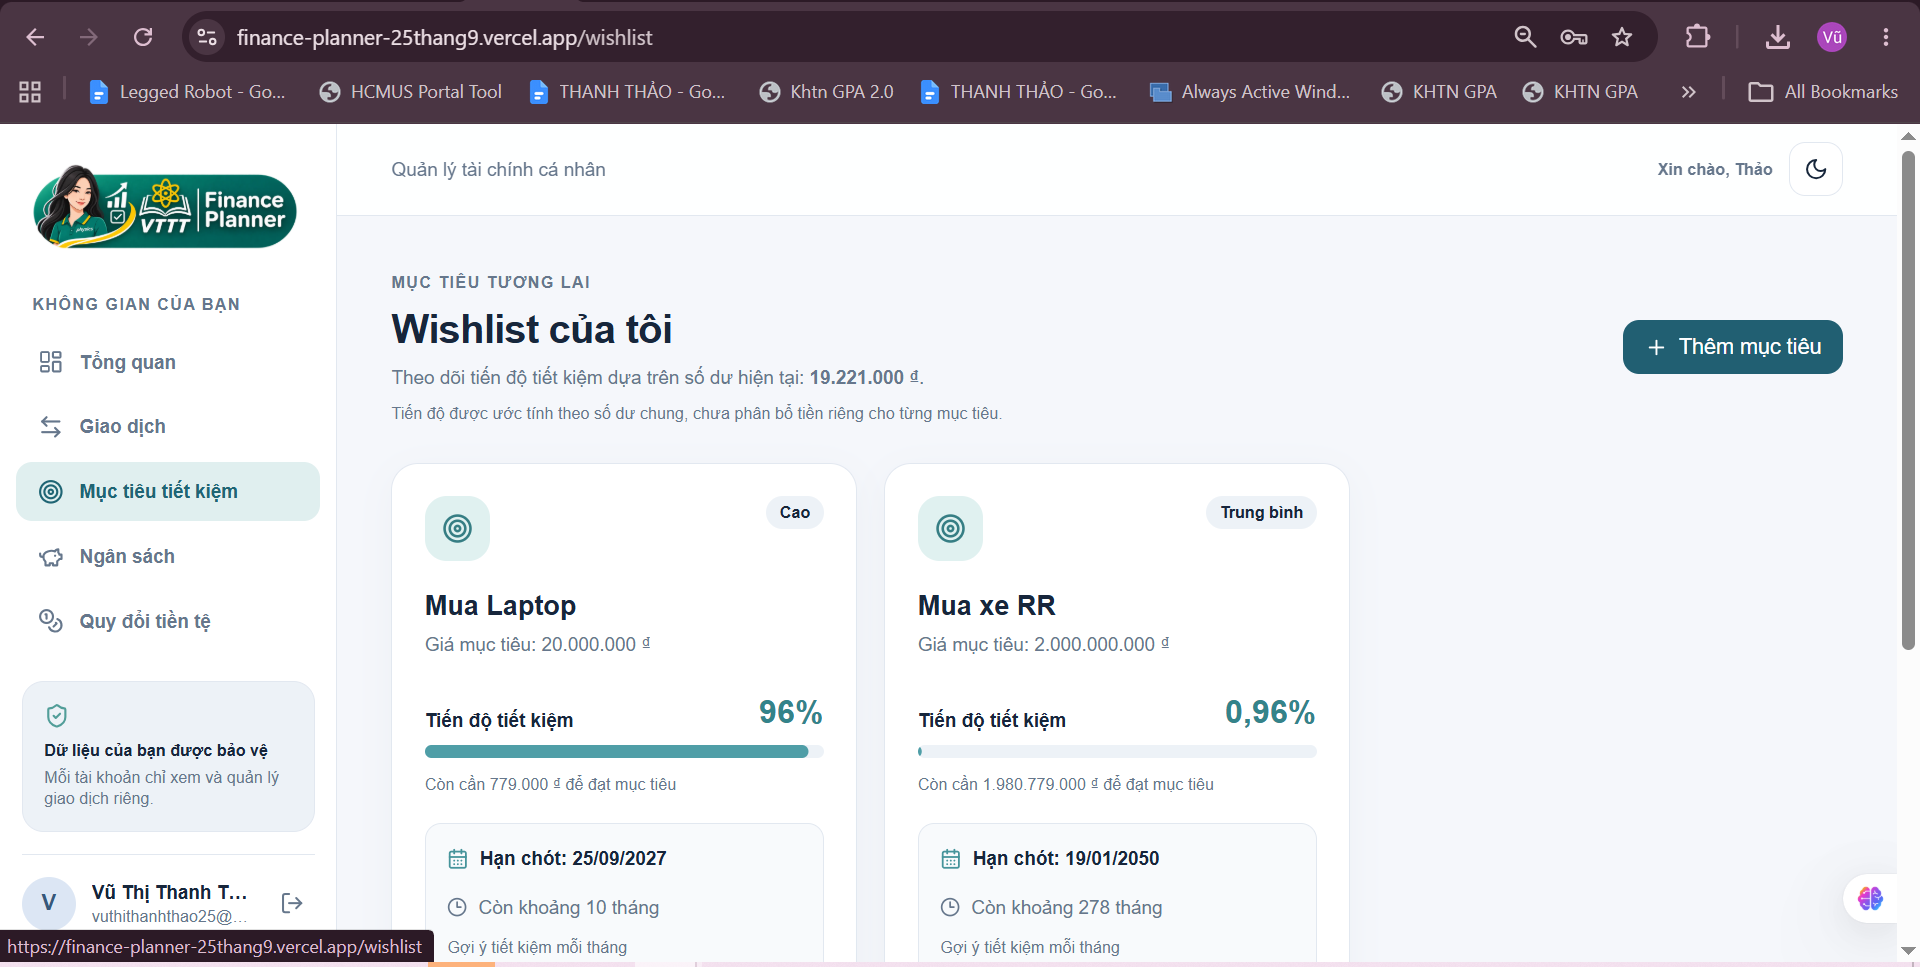 finance-planner-25thang9.vercel.app/wishlist
Vũ
Legged Robot - Go...
HCMUS Portal Tool
THANH THẢO - Go...
Khtn GPA 2.0
THANH THẢO - Go...
Always Active Wind...
KHTN GPA
KHTN GPA
All Bookmarks
physics
VTTT
Finance
Planner
Quản lý tài chính cá nhân
Xin chào, Thảo
KHÔNG GIAN CỦA BẠN
Tổng quan
Giao dịch
Mục tiêu tiết kiệm
Ngân sách
Quy đổi tiền tệ
Dữ liệu của bạn được bảo vệ
Mỗi tài khoản chỉ xem và quản lý
giao dịch riêng.
V
Vũ Thị Thanh T...
vuthithanhthao25@...
https://finance-planner-25thang9.vercel.app/wishlist
MỤC TIÊU TƯƠNG LAI
Wishlist của tôi
Theo dõi tiến độ tiết kiệm dựa trên số dư hiện tại: 19.221.000 ₫.
Tiến độ được ước tính theo số dư chung, chưa phân bổ tiền riêng cho từng mục tiêu.
+ Thêm mục tiêu
Cao
Mua Laptop
Giá mục tiêu: 20.000.000 ₫
Tiến độ tiết kiệm 96%
Còn cần 779.000 ₫ để đạt mục tiêu
Hạn chót: 25/09/2027
Còn khoảng 10 tháng
Gợi ý tiết kiệm mỗi tháng
Trung bình
Mua xe RR
Giá mục tiêu: 2.000.000.000 ₫
Tiến độ tiết kiệm 0,96%
Còn cần 1.980.779.000 ₫ để đạt mục tiêu
Hạn chót: 19/01/2050
Còn khoảng 278 tháng
Gợi ý tiết kiệm mỗi tháng